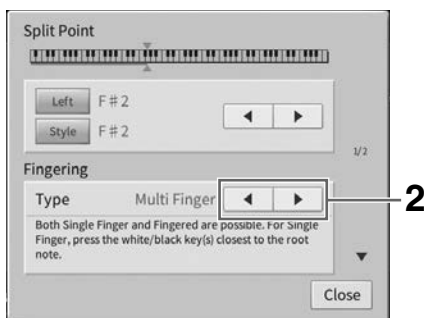 Split Point
Left F#2
Style F#2
1/2
Fingering
Type Multi Finger
2
Both Single Finger and Fingered are possible. For Single
Finger, press the white/black key(s) closest to the root
note.
Close